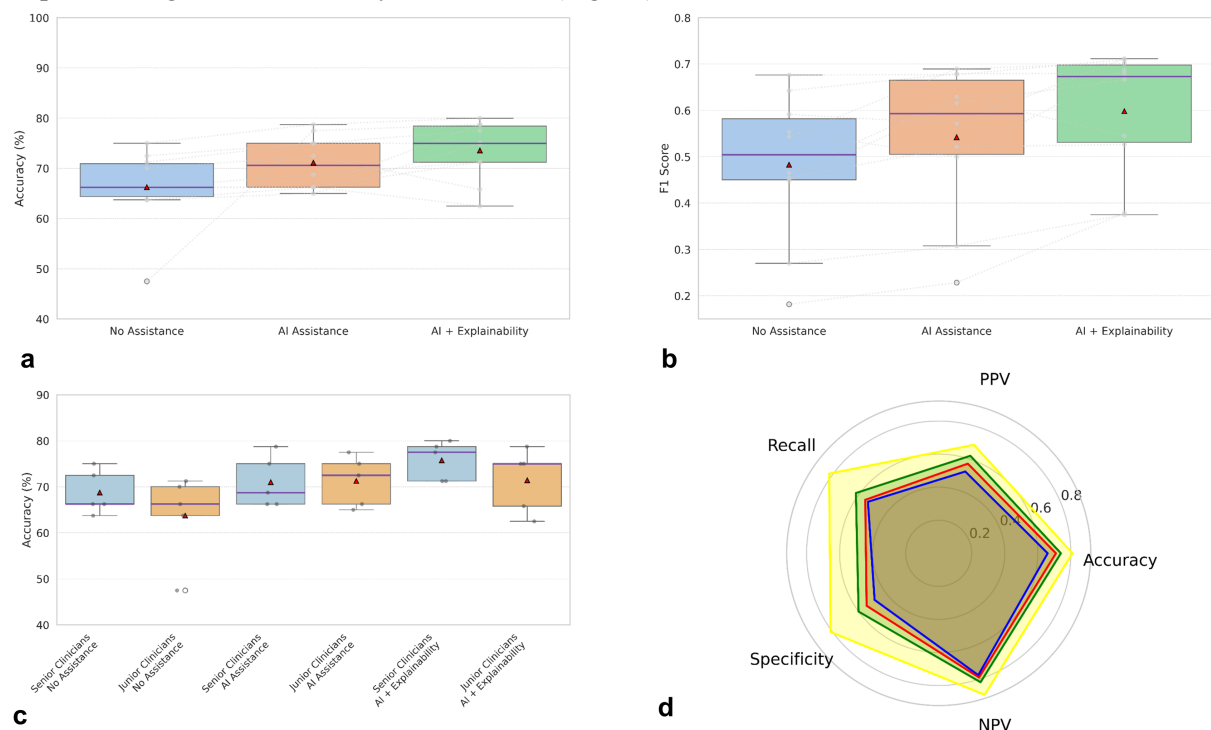 100
90
80
70
60
50
40
Accuracy (%)
No Assistance
AI Assistance
AI + Explainability
a
0.8
0.7
0.6
0.5
0.4
0.3
0.2
F1 Score
No Assistance
AI Assistance
AI + Explainability
b
90
80
70
60
50
40
Accuracy (%)
Senior Clinicians
No Assistance
Junior Clinicians
No Assistance
Senior Clinicians
AI Assistance
Junior Clinicians
AI Assistance
Senior Clinicians
AI + Explainability
Junior Clinicians
AI + Explainability
c
PPV
Recall
0.8
0.6
0.4
0.2
Accuracy
Specificity
NPV
d